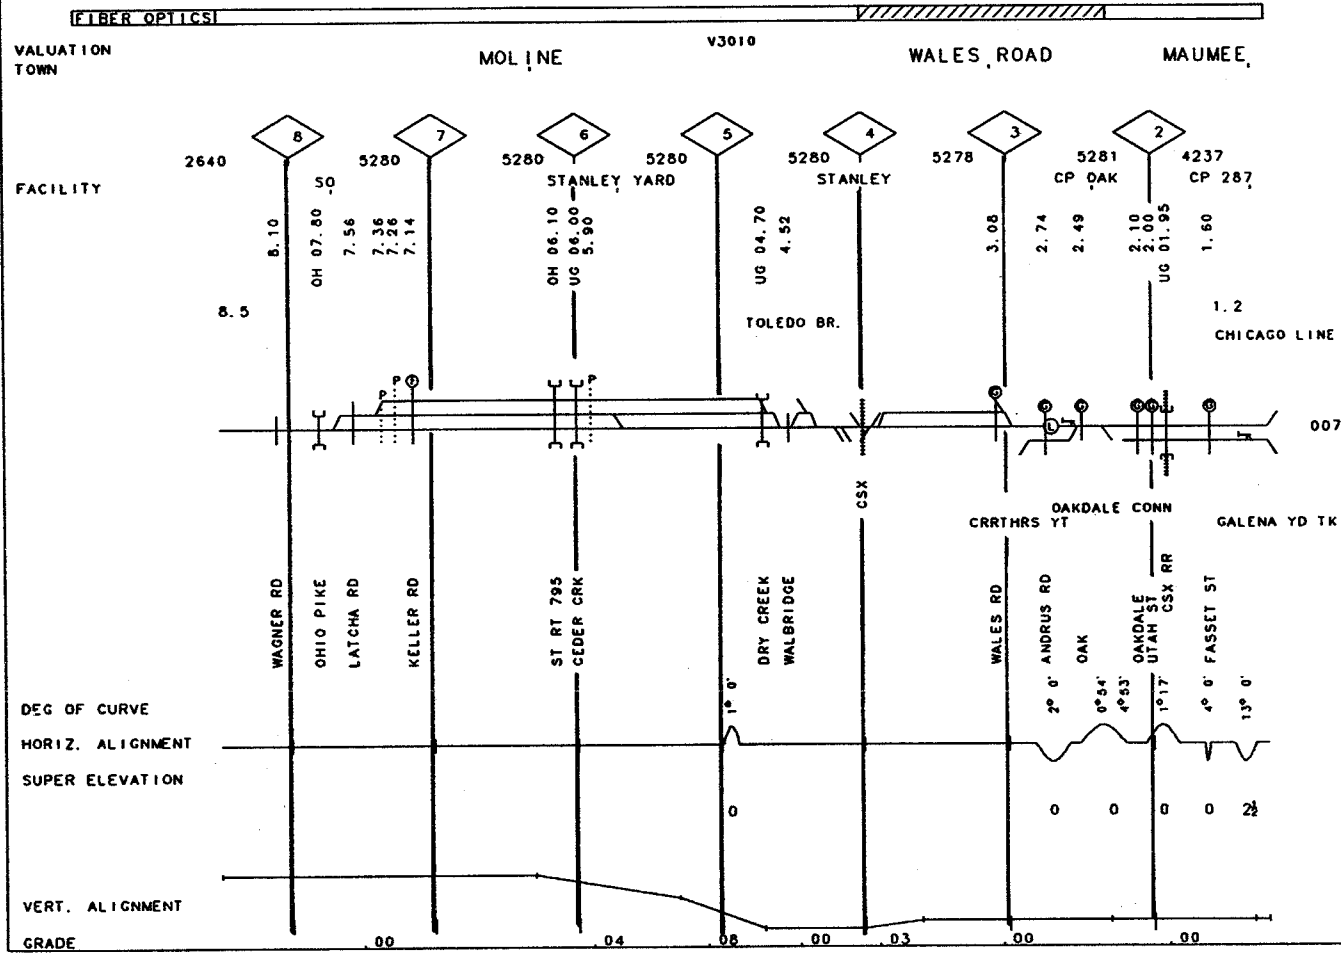 FIBER OPTICS
VALUATION V3010
TOWN MOLINE WALES ROAD MAUMEE
8 7 6 5 4 3 2
2640 5280 5280 5280 5280 5278 5281 4237
FACILITY SO STANLEY YARD STANLEY CP OAK CP 287
8.10
OH 07.80
7.56
7.36
7.26
7.14
OH 06.10
UG 06.00
5.90
UG 04.70
4.52
3.08
2.74
2.49
2.10
2.00
UG 01.95
1.60
8.5 TOLEDO BR. 1.2
CHICAGO LINE
P P P
G G G G G G
L
007
CSX
CRRTHRS YT OAKDALE CONN GALENA YD TK
WAGNER RD
OHIO PIKE
LATCHA RD
KELLER RD
ST RT 795
CEDER CRK
DRY CREEK
WALBRIDGE
WALES RD
ANDRUS RD
OAK
OAKDALE
UTAH ST
CSX RR
FASSET ST
DEG OF CURVE 1° 0' 2° 0' 0°54' 4°53' 1°17' 4° 0' 13° 0'
HORIZ. ALIGNMENT
SUPER ELEVATION
0 0 0 0 0 2½
VERT. ALIGNMENT
GRADE .00 .04 .08 .00 .03 .00 .00